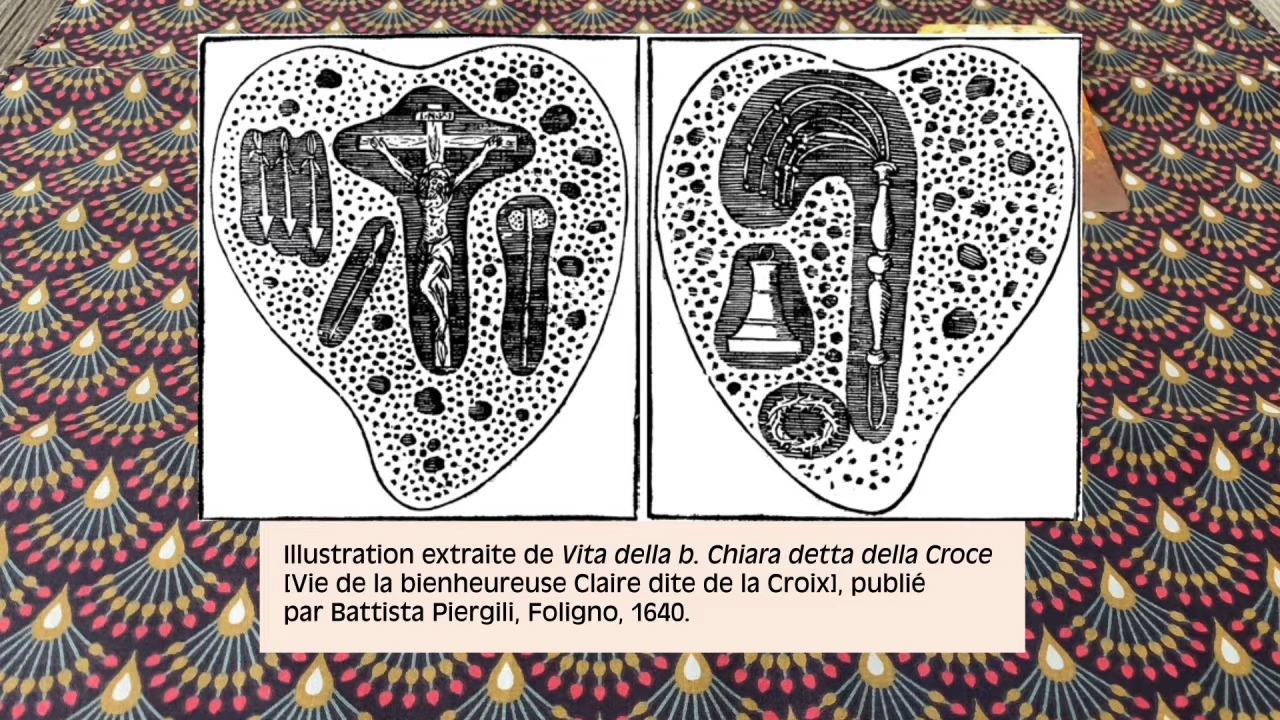 I·N·R·I
Illustration extraite de Vita della b. Chiara detta della Croce
[Vie de la bienheureuse Claire dite de la Croix], publié
par Battista Piergili, Foligno, 1640.